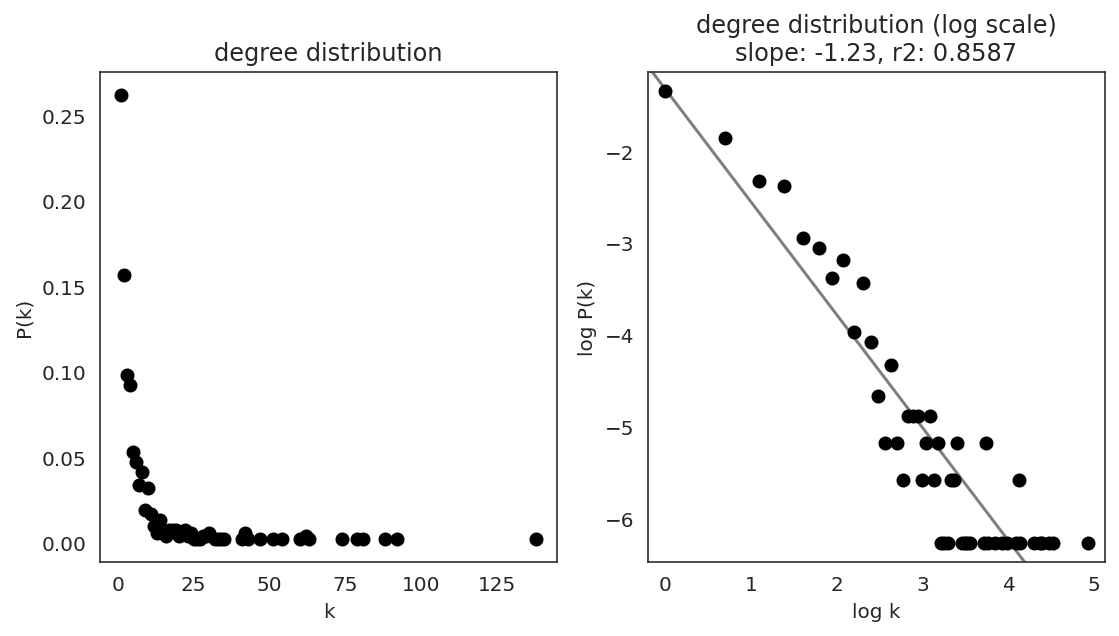 degree distribution
0.25
0.20
0.15
0.10
0.05
0.00
P(k)
0 25 50 75 100 125
k
degree distribution (log scale)
slope: -1.23, r2: 0.8587
−2
−3
−4
−5
−6
log P(k)
0 1 2 3 4 5
log k